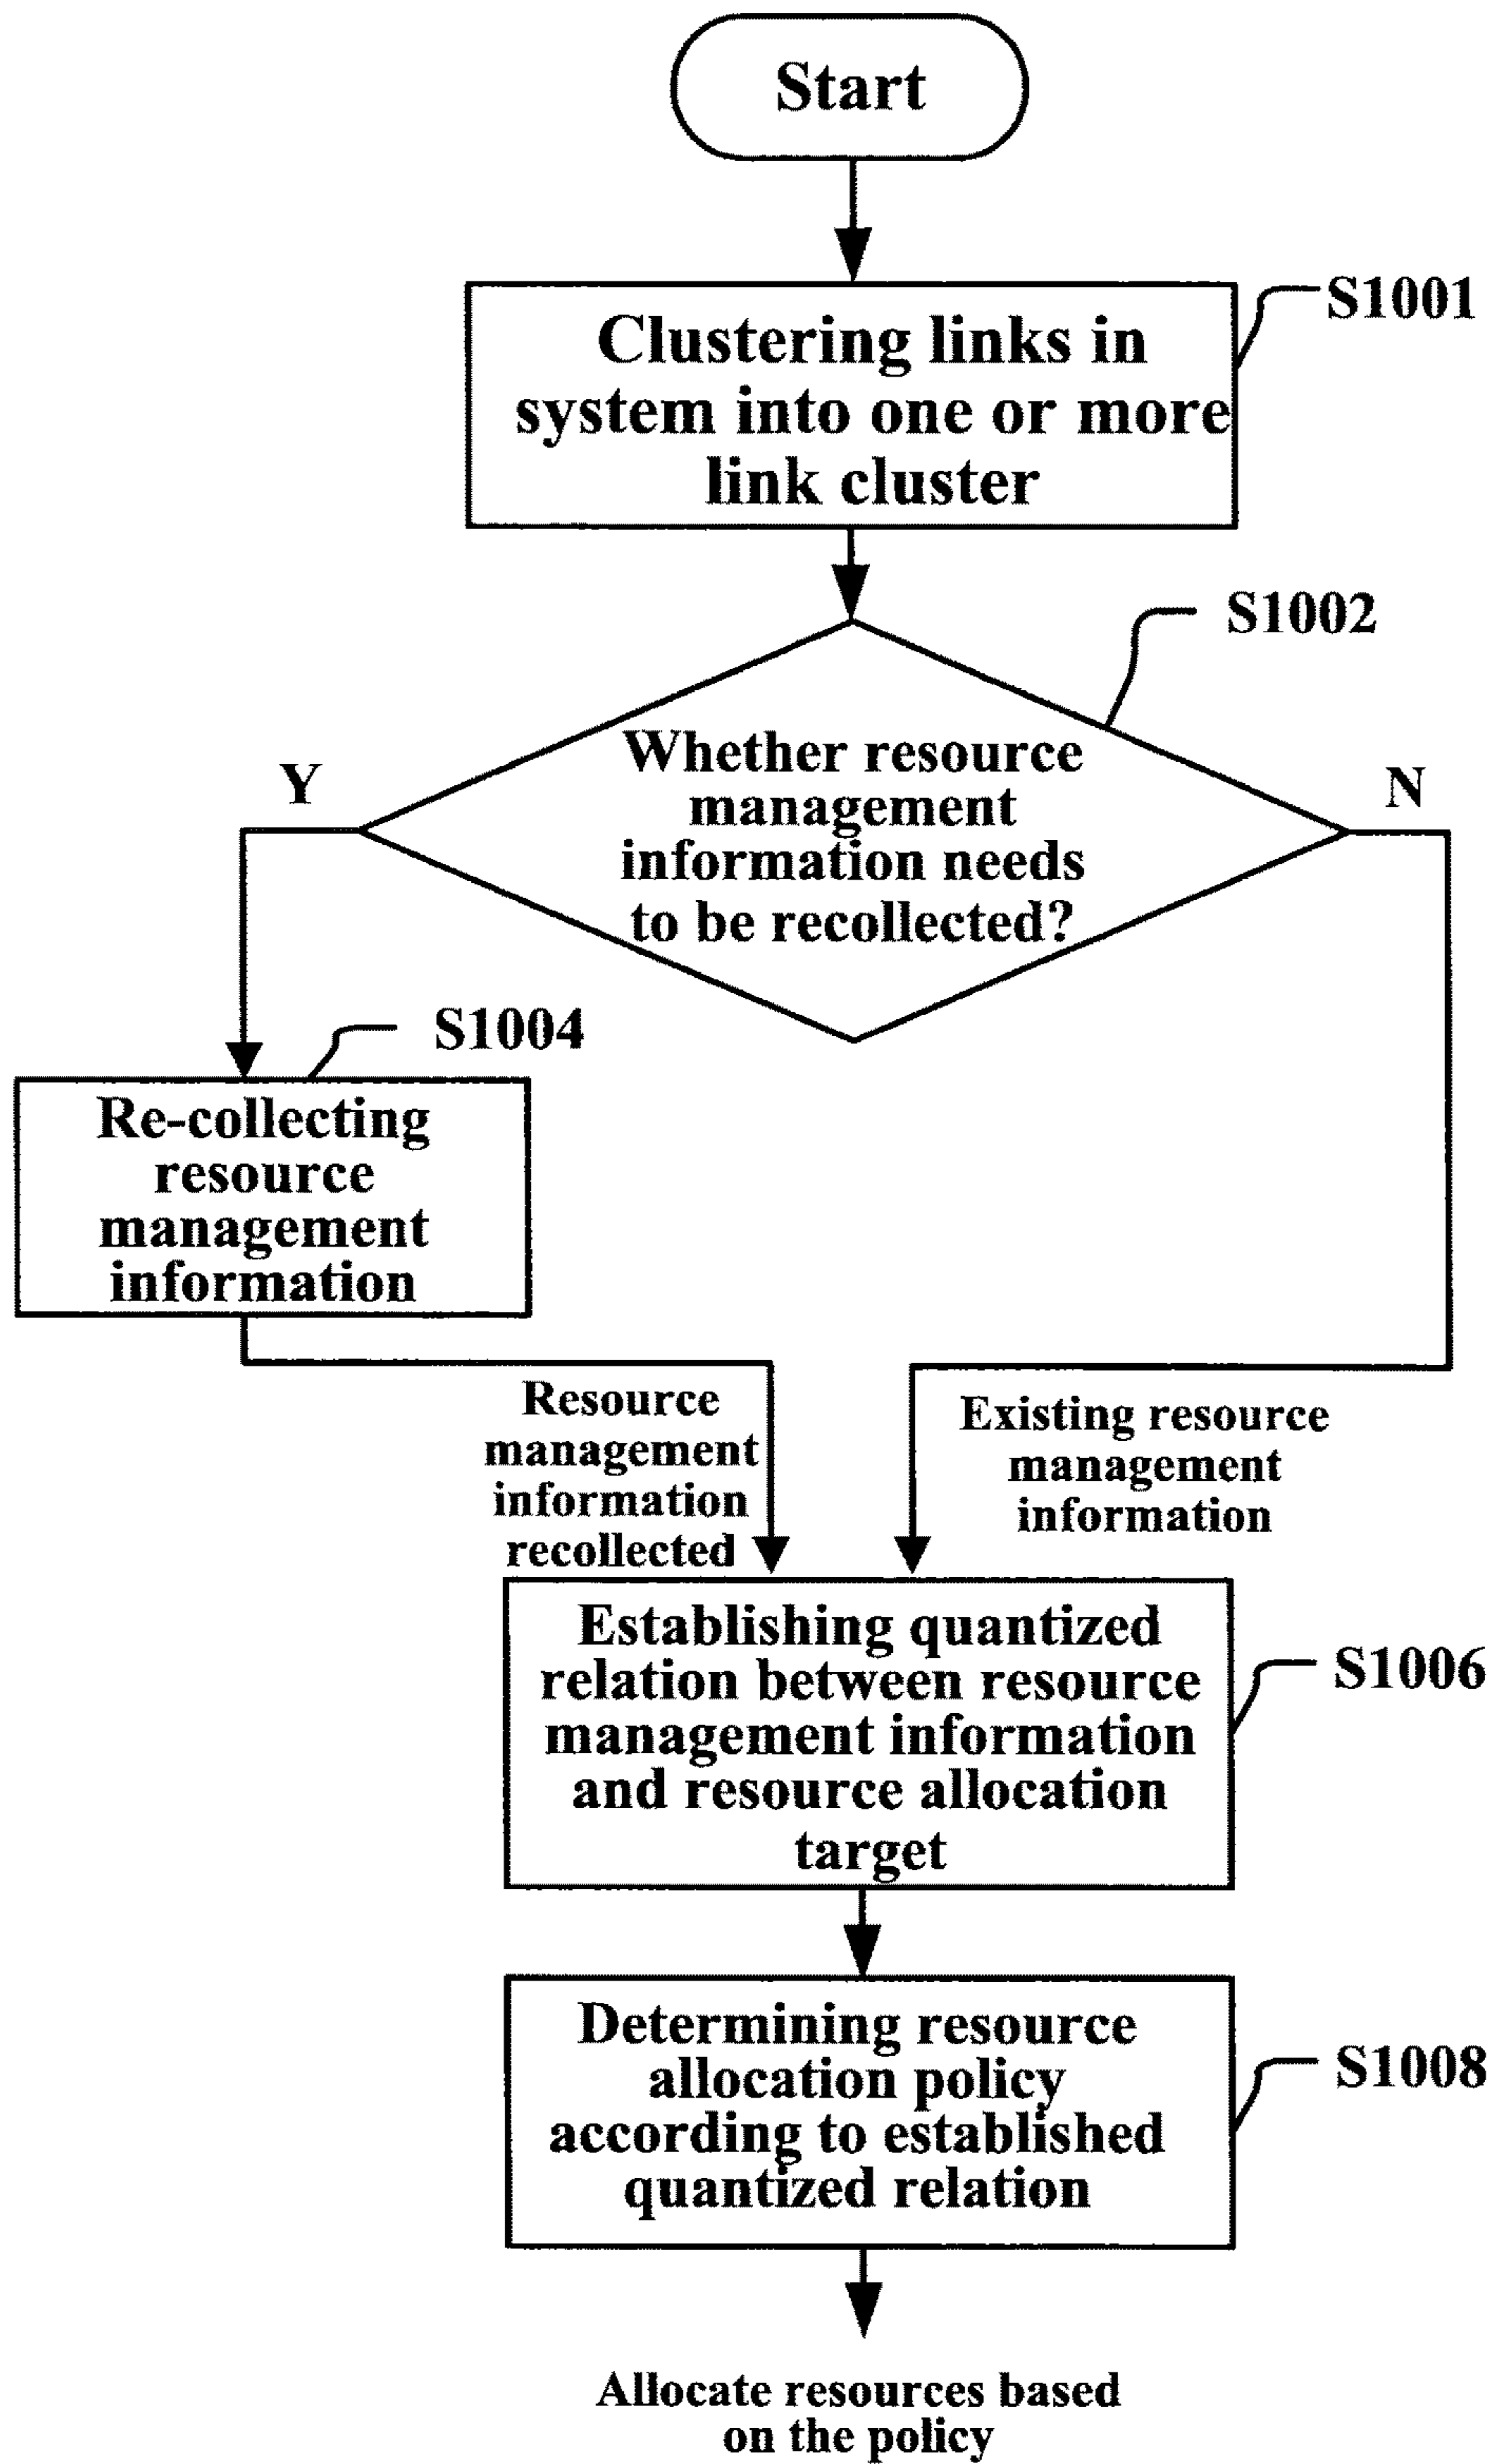 Start
S1001
Clustering links in
system into one or more
link cluster
S1002
Whether resource
management
information needs
to be recollected?
Y
N
S1004
Re-collecting
resource
management
information
Resource
management
information
recollected
Existing resource
management
information
Establishing quantized
relation between resource
management information
and resource allocation
target
S1006
Determining resource
allocation policy
according to established
quantized relation
S1008
Allocate resources based
on the policy